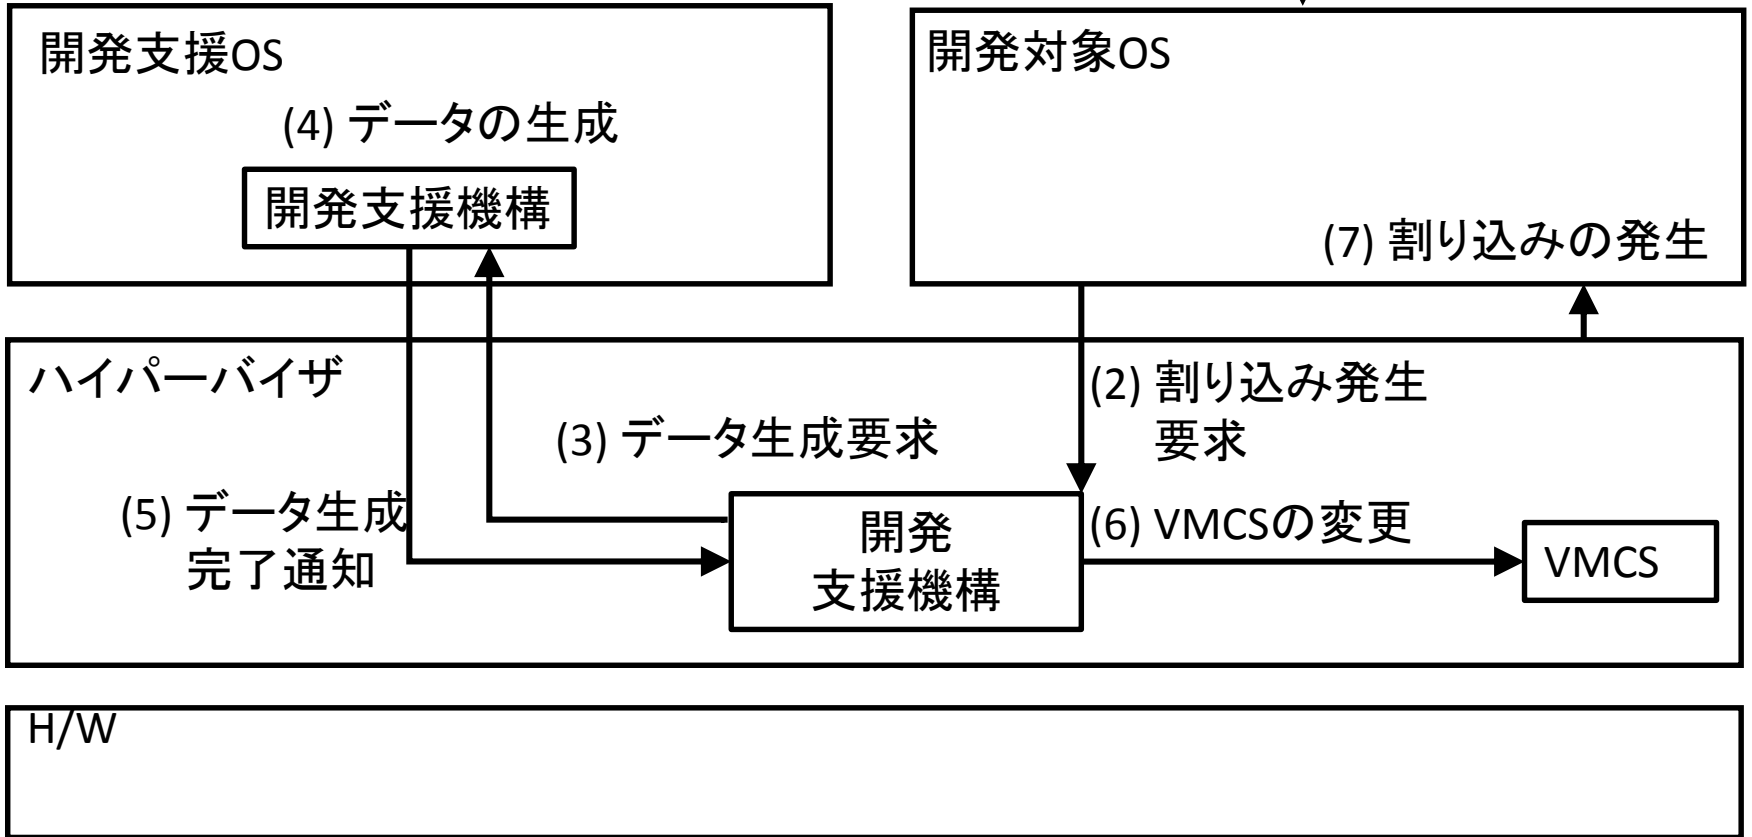 開発支援OS
(4) データの生成
開発支援機構
開発対象OS
(7) 割り込みの発生
ハイパーバイザ
(2) 割り込み発生
要求
(3) データ生成要求
(5) データ生成
完了通知
開発
支援機構
(6) VMCSの変更
VMCS
H/W